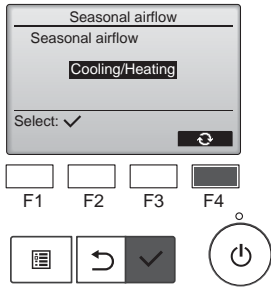 Seasonal airflow
Seasonal airflow
Cooling/Heating
Select:
F1 F2 F3 F4